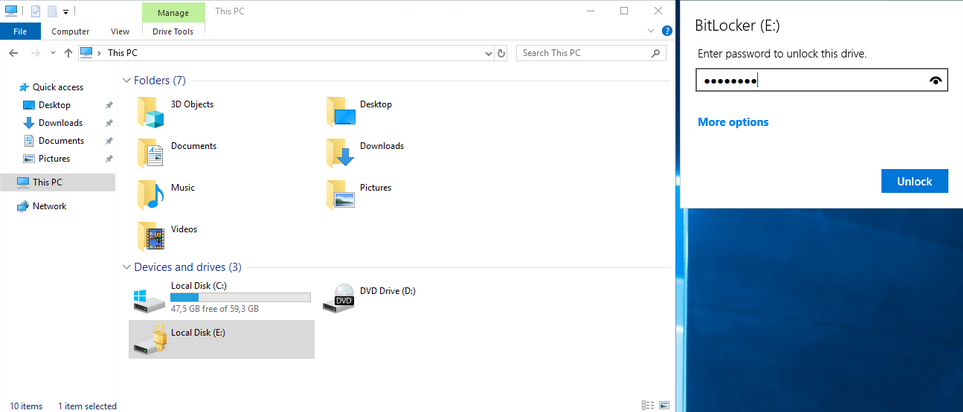 Manage
This PC
File
Computer
View
Drive Tools
This PC
Search This PC
Quick access
Desktop
Downloads
Documents
Pictures
This PC
Network
Folders (7)
3D Objects
Desktop
Documents
Downloads
Music
Pictures
Videos
Devices and drives (3)
Local Disk (C:)
47,5 GB free of 59,3 GB
DVD
DVD Drive (D:)
Local Disk (E:)
10 items
1 item selected
BitLocker (E:)
Enter password to unlock this drive.
More options
Unlock